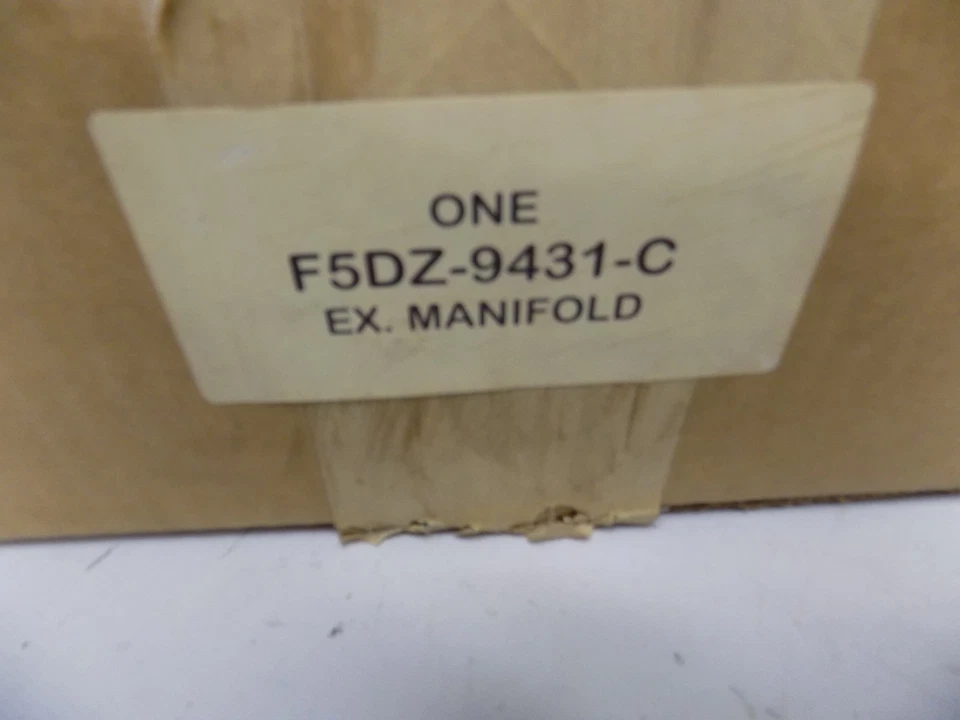 ONE
F5DZ-9431-C
EX. MANIFOLD